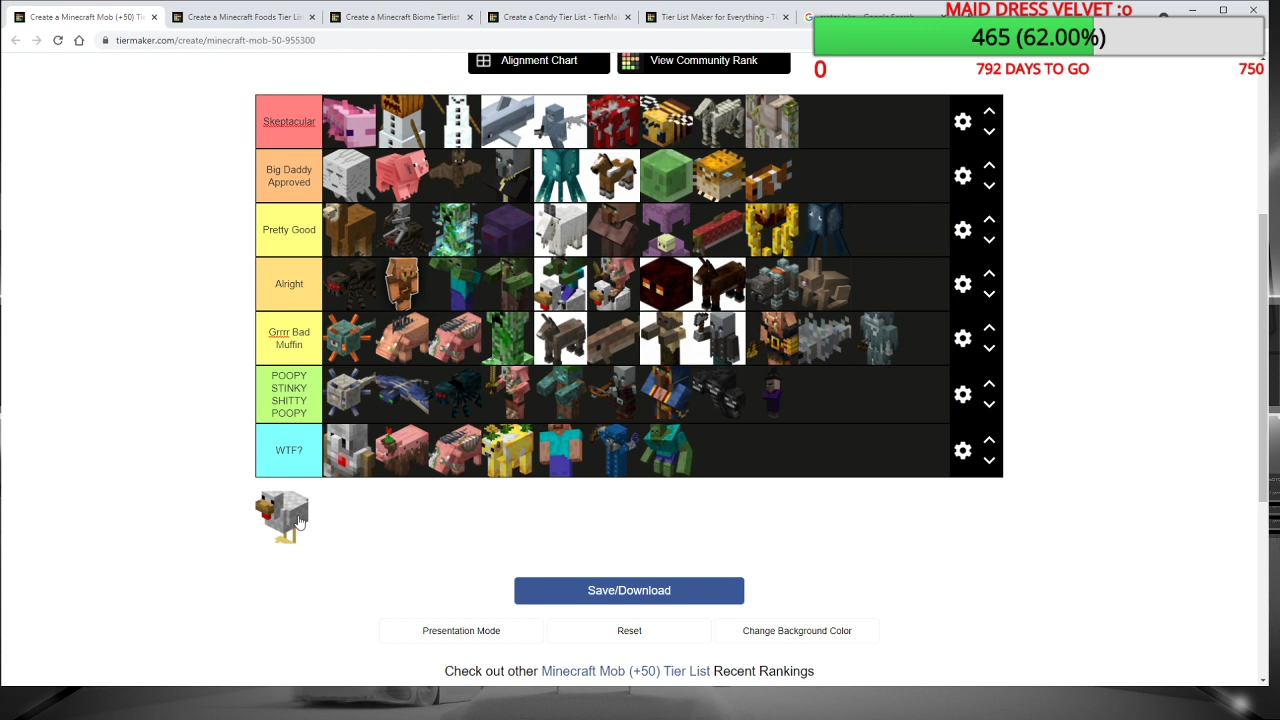 Create a Minecraft Mob (+50) Ti
Create a Minecraft Foods Tier Lis
Create a Minecraft Biome Tierlist
Create a Candy Tier List - TierMa
Tier List Maker for Everything - T
MAID DRESS VELVET :o
tiermaker.com/create/minecraft-mob-50-955300
465 (62.00%)
0
792 DAYS TO GO
750
Alignment Chart
View Community Rank
Skeptacular
Big Daddy
Approved
Pretty Good
Alright
Grrrr Bad
Muffin
POOPY
STINKY
SHITTY
POOPY
WTF?
Save/Download
Presentation Mode
Reset
Change Background Color
Check out other Minecraft Mob (+50) Tier List Recent Rankings